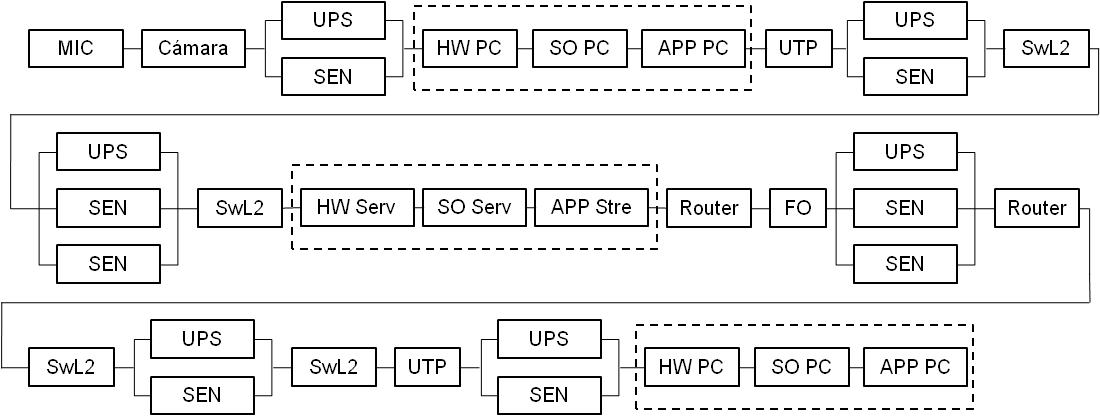 UPS
MIC Cámara HW PC SO PC APP PC UTP UPS SwL2
SEN SEN
UPS UPS
SEN SwL2 HW Serv SO Serv APP Stre Router FO SEN Router
SEN SEN
UPS UPS
SwL2 SwL2 UTP HW PC SO PC APP PC
SEN SEN